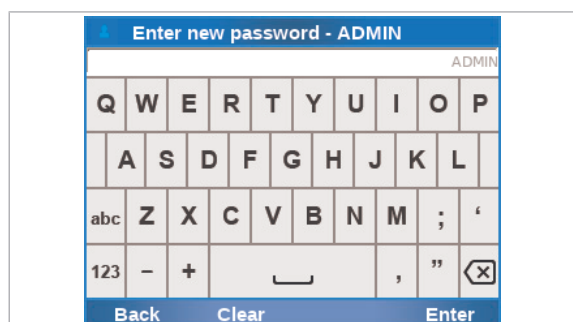 Enter new password - ADMIN
ADMIN
Q W E R T Y U I O P
A S D F G H J K L
abc Z X C V B N M ; ‘
123 - + , ”
Back Clear Enter